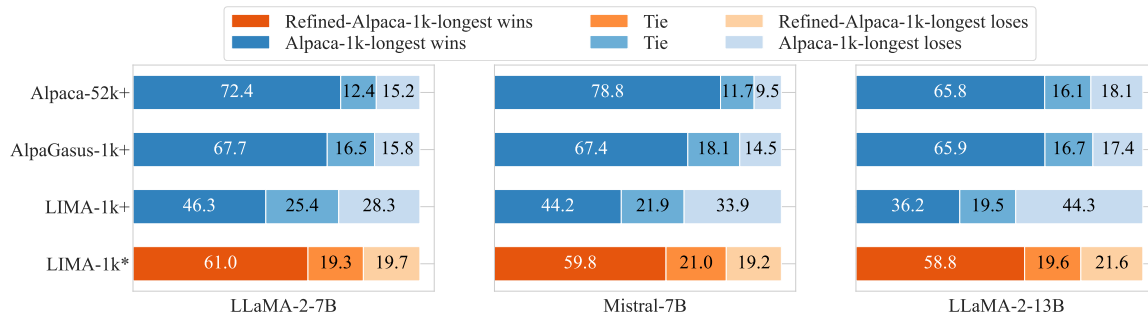 Refined-Alpaca-1k-longest wins Tie Refined-Alpaca-1k-longest loses
Alpaca-1k-longest wins Tie Alpaca-1k-longest loses
Alpaca-52k+ 72.4 12.4 15.2 78.8 11.7 9.5 65.8 16.1 18.1
AlpaGasus-1k+ 67.7 16.5 15.8 67.4 18.1 14.5 65.9 16.7 17.4
LIMA-1k+ 46.3 25.4 28.3 44.2 21.9 33.9 36.2 19.5 44.3
LIMA-1k* 61.0 19.3 19.7 59.8 21.0 19.2 58.8 19.6 21.6
LLaMA-2-7B Mistral-7B LLaMA-2-13B